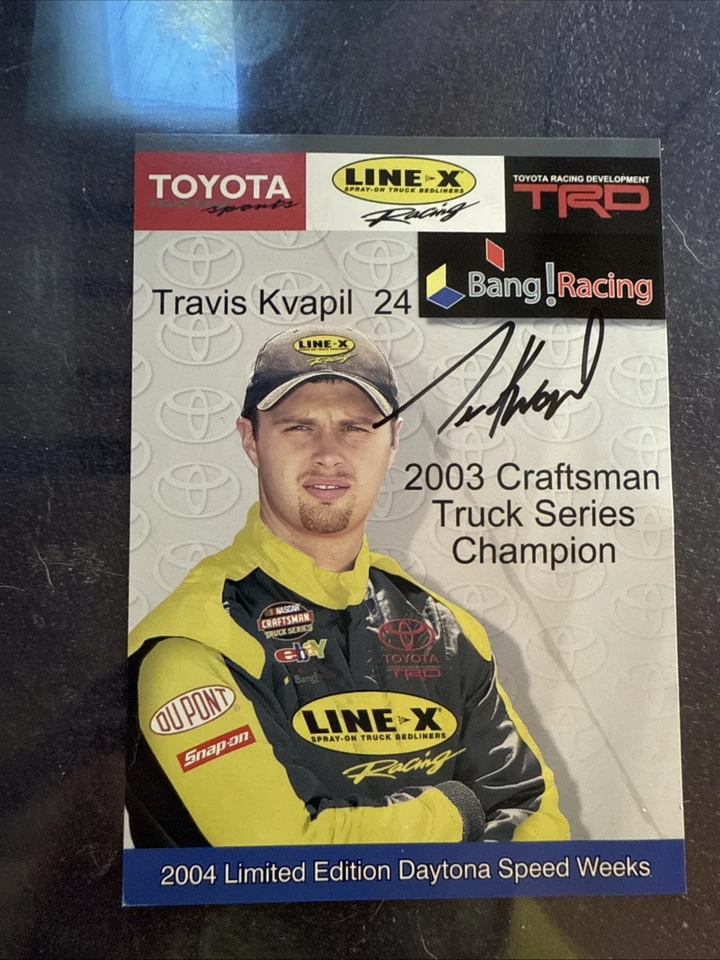 TOYOTA
sports
LINE-X
SPRAY-ON TRUCK BEDLINERS
Racing
TOYOTA RACING DEVELOPMENT
TRD
Bang!Racing
Travis Kvapil 24
LINE-X
Racing
2003 Craftsman
Truck Series
Champion
NASCAR
CRAFTSMAN
TRUCK SERIES
ebay
Bang!
TOYOTA
TRD
DUPONT
Snap-on
LINE-X
SPRAY-ON TRUCK BEDLINERS
Racing
2004 Limited Edition Daytona Speed Weeks